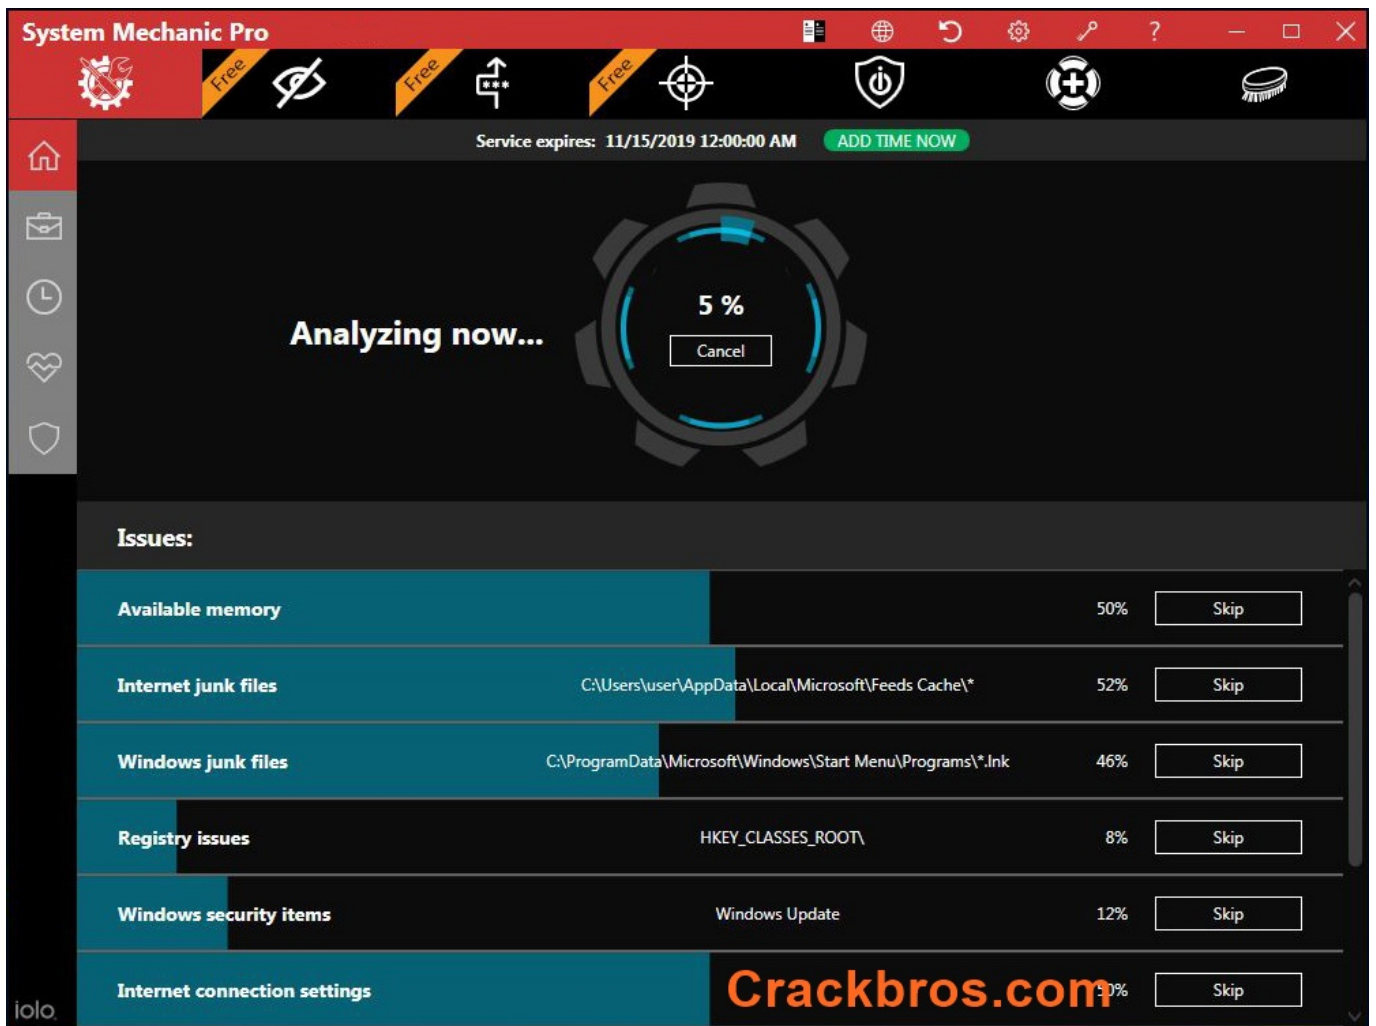 System Mechanic Pro
?
Free
Free
***
Free
Service expires: 11/15/2019 12:00:00 AM ADD TIME NOW
Analyzing now...
5 %
Cancel
Issues:
Available memory 50% Skip
Internet junk files C:\Users\user\AppData\Local\Microsoft\Feeds Cache\* 52% Skip
Windows junk files C:\ProgramData\Microsoft\Windows\Start Menu\Programs\*.lnk 46% Skip
Registry issues HKEY_CLASSES_ROOT\ 8% Skip
Windows security items Windows Update 12% Skip
Internet connection settings Skip
Crackbros.com
iolo